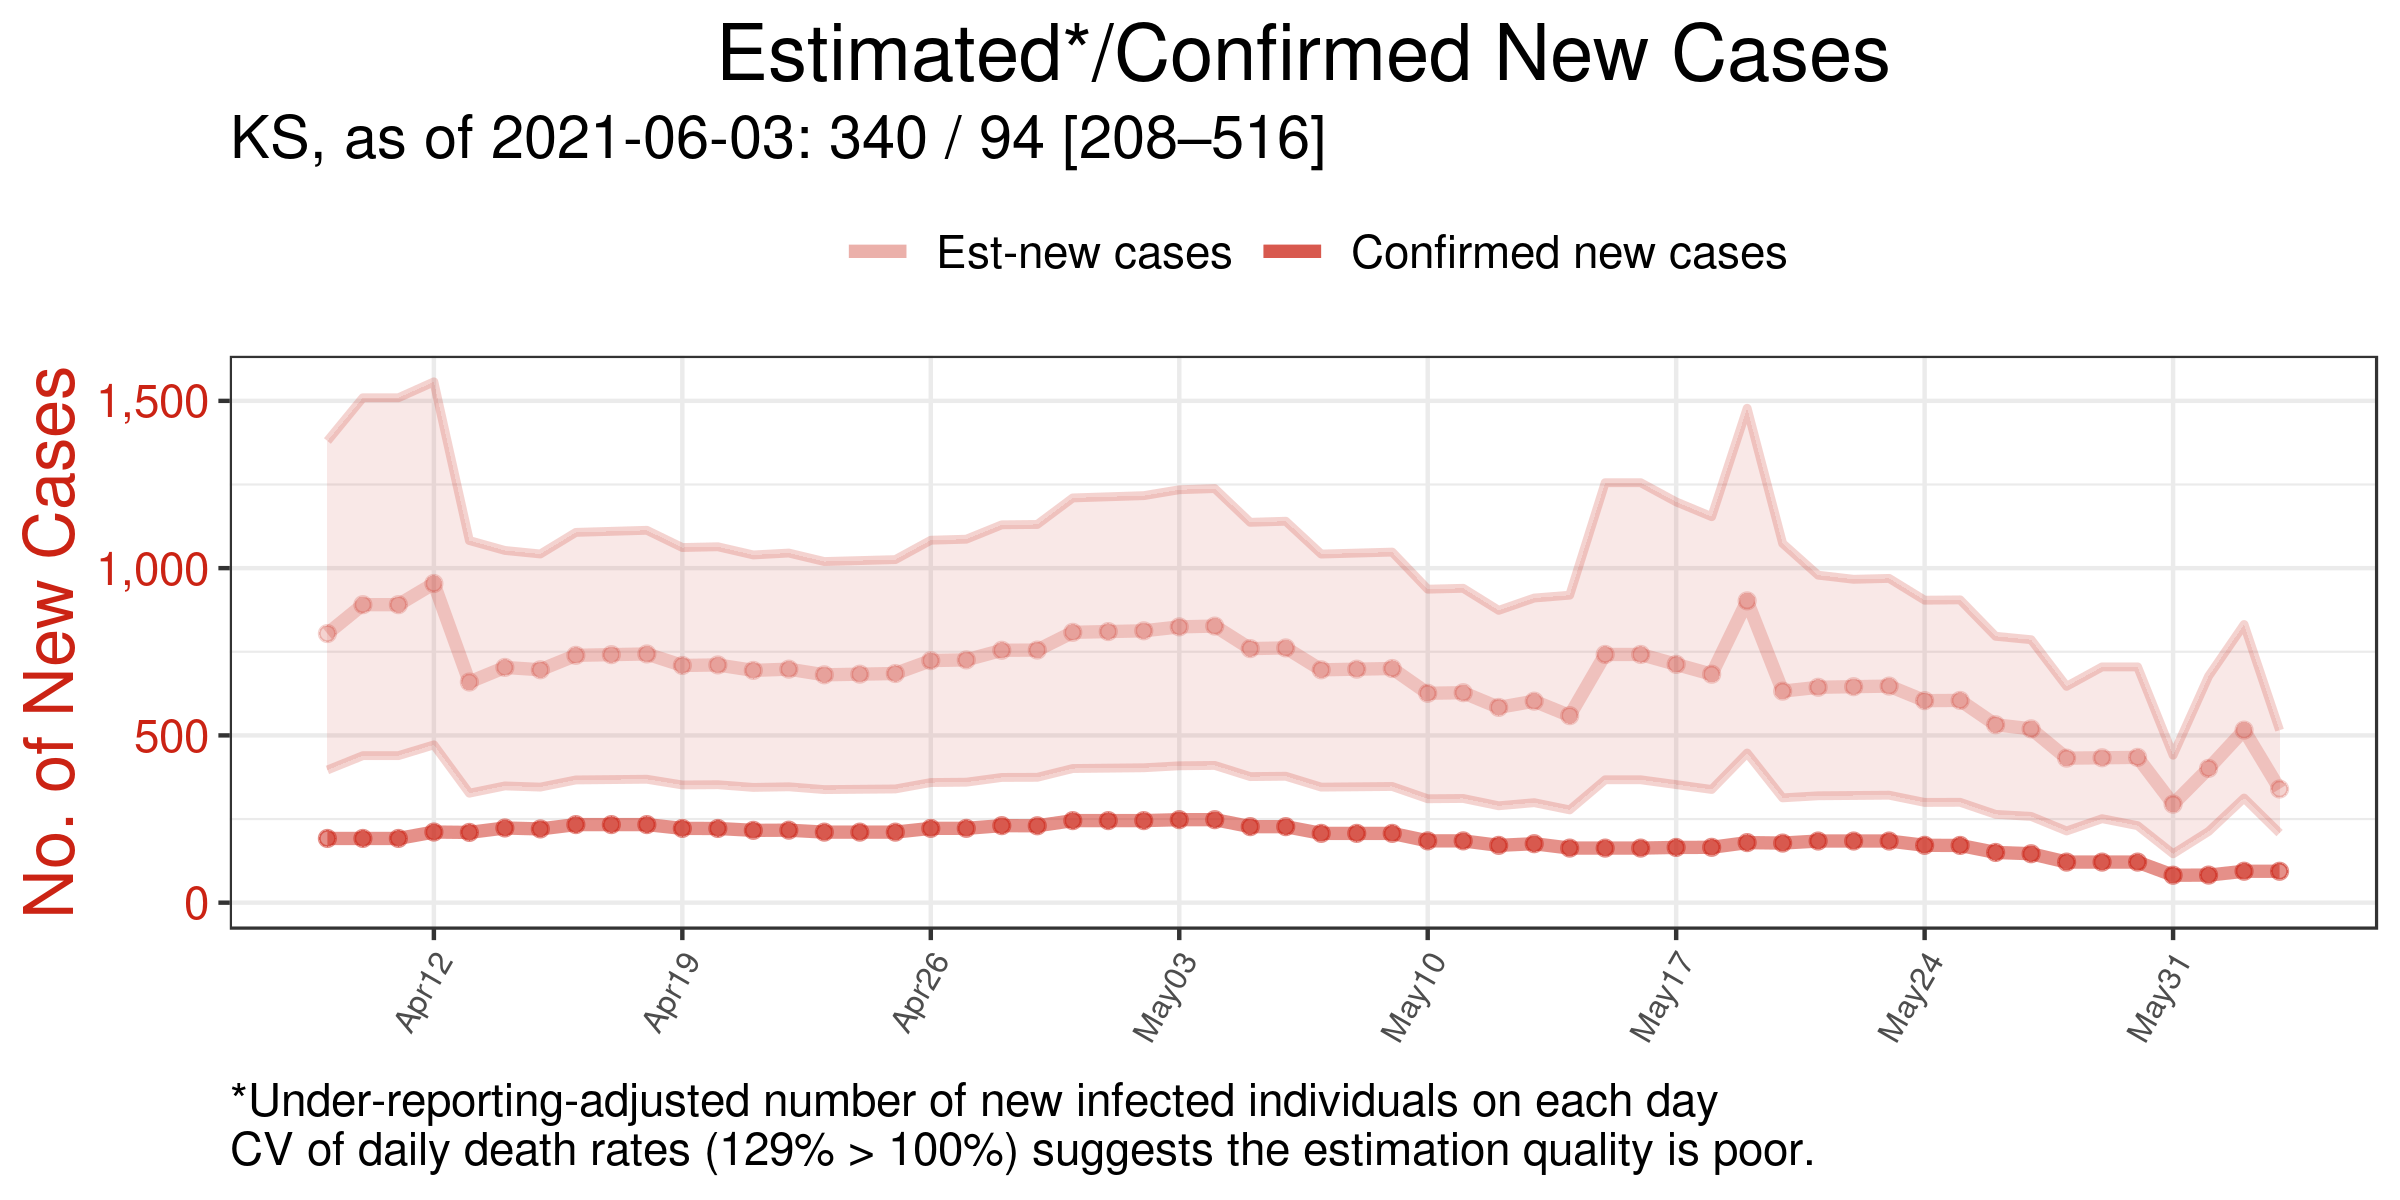 Estimated*/Confirmed New Cases
KS, as of 2021-06-03: 340 / 94 [208–516]
Est-new cases Confirmed new cases
No. of New Cases
1,500
1,000
500
0
Apr12 Apr19 Apr26 May03 May10 May17 May24 May31
*Under-reporting-adjusted number of new infected individuals on each day
CV of daily death rates (129% > 100%) suggests the estimation quality is poor.